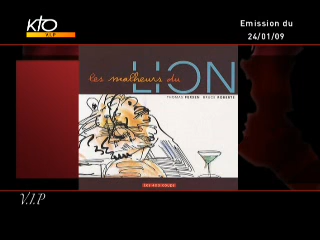 KTO
V.I.P
Emission du
24/01/09
les malheurs du
LION
V.I.P